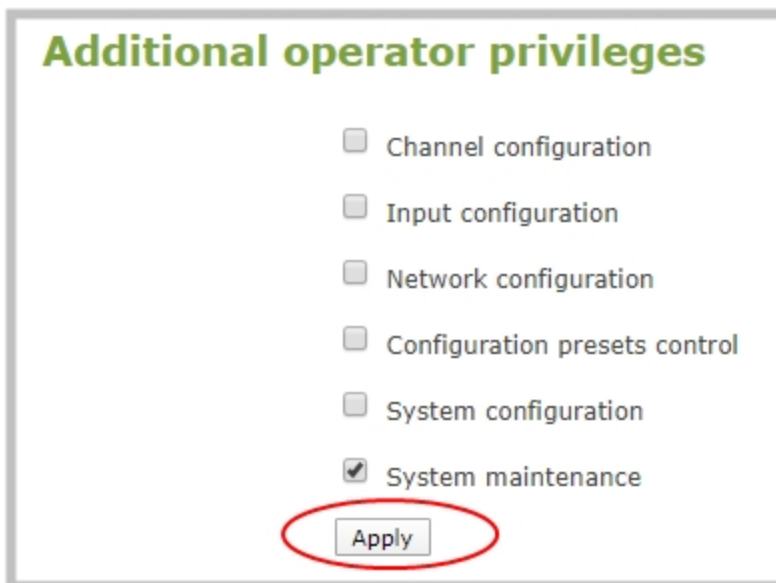 Additional operator privileges
Channel configuration
Input configuration
Network configuration
Configuration presets control
System configuration
System maintenance
Apply